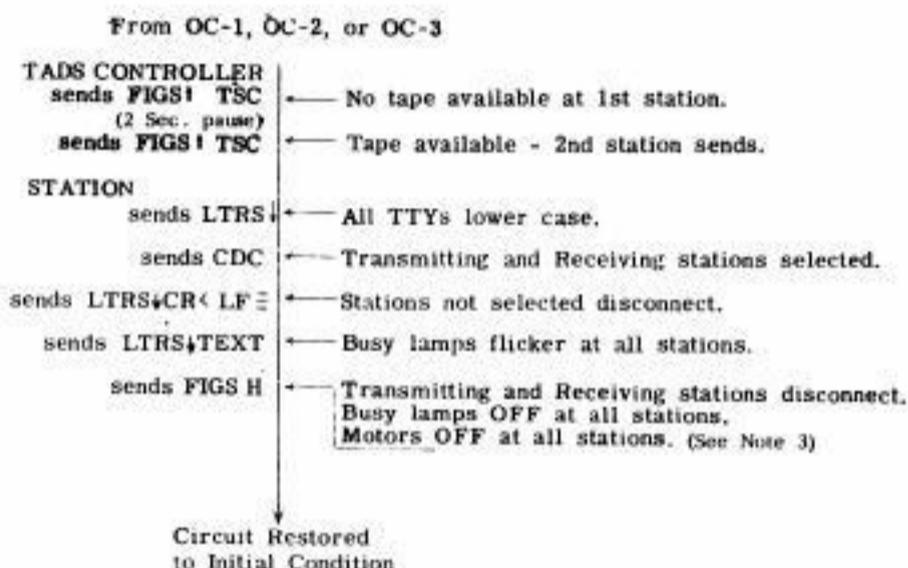 From OC-1, OC-2, or OC-3
TADS CONTROLLER
sends FIGS↑ TSC No tape available at 1st station.
(2 Sec. pause)
sends FIGS↑ TSC Tape available - 2nd station sends.
STATION
sends LTRS↓ All TTYs lower case.
sends CDC Transmitting and Receiving stations selected.
sends LTRS↓CR< LF≡ Stations not selected disconnect.
sends LTRS↓TEXT Busy lamps flicker at all stations.
sends FIGS H Transmitting and Receiving stations disconnect.
Busy lamps OFF at all stations.
Motors OFF at all stations. (See Note 3)
Circuit Restored
to Initial Condition